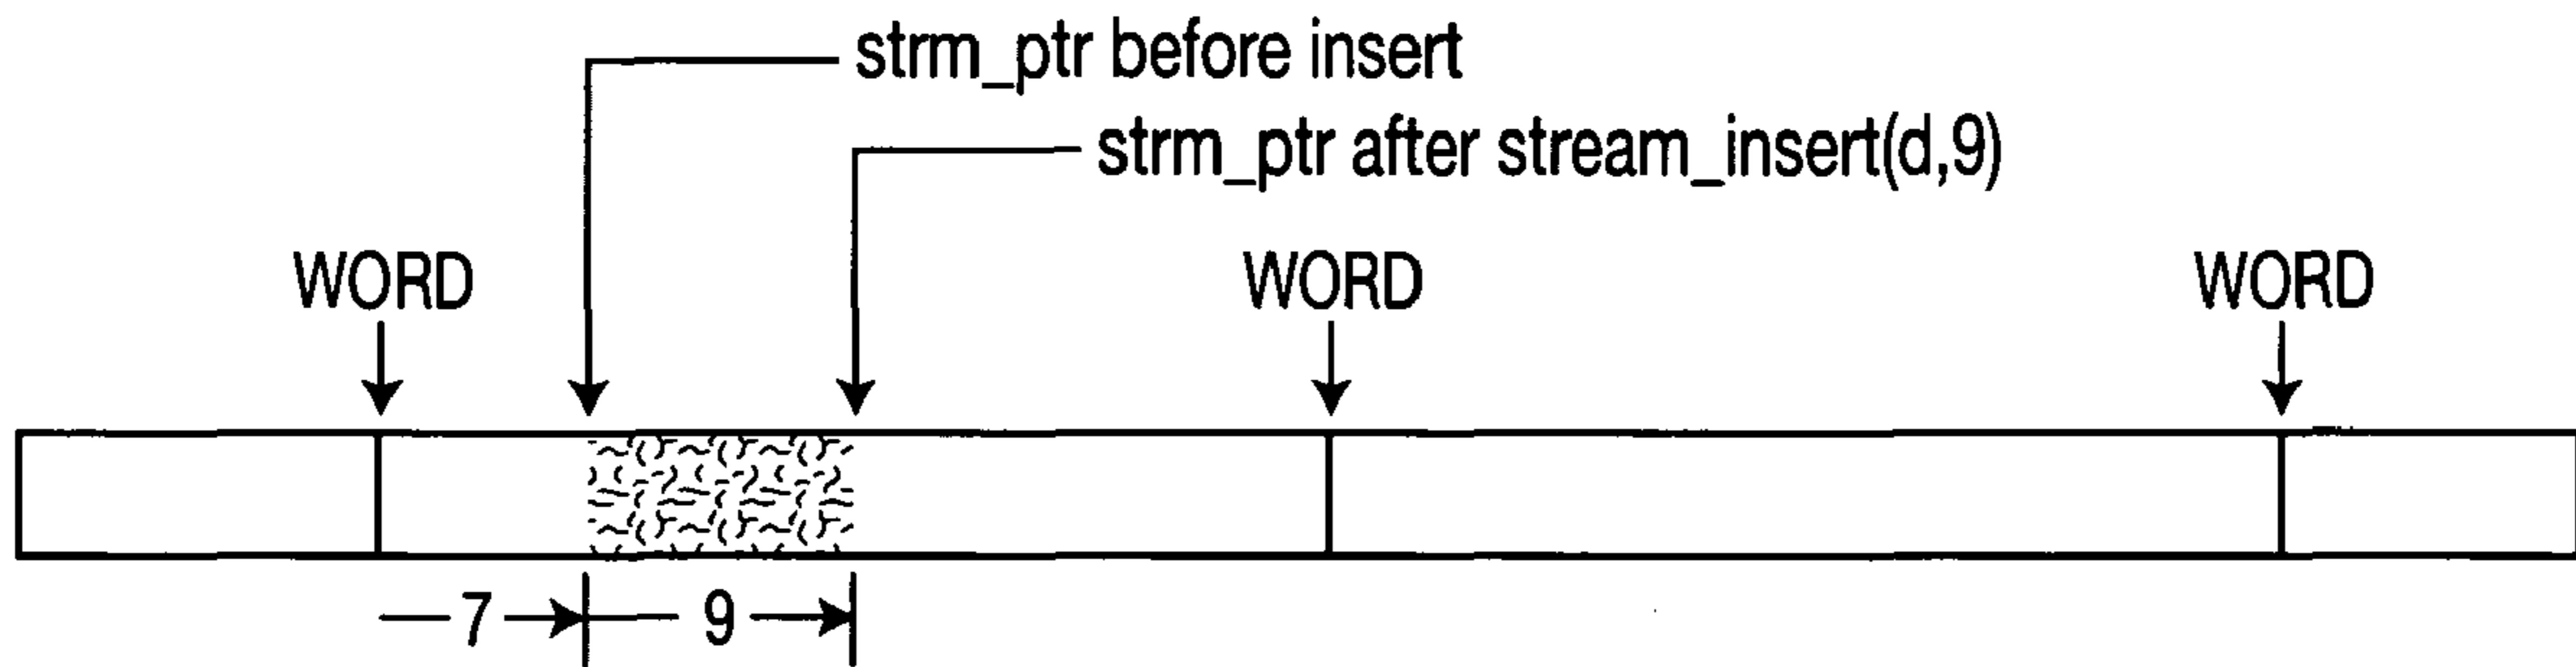 strm_ptr before insert
strm_ptr after stream_insert(d,9)
WORD WORD WORD
7 9